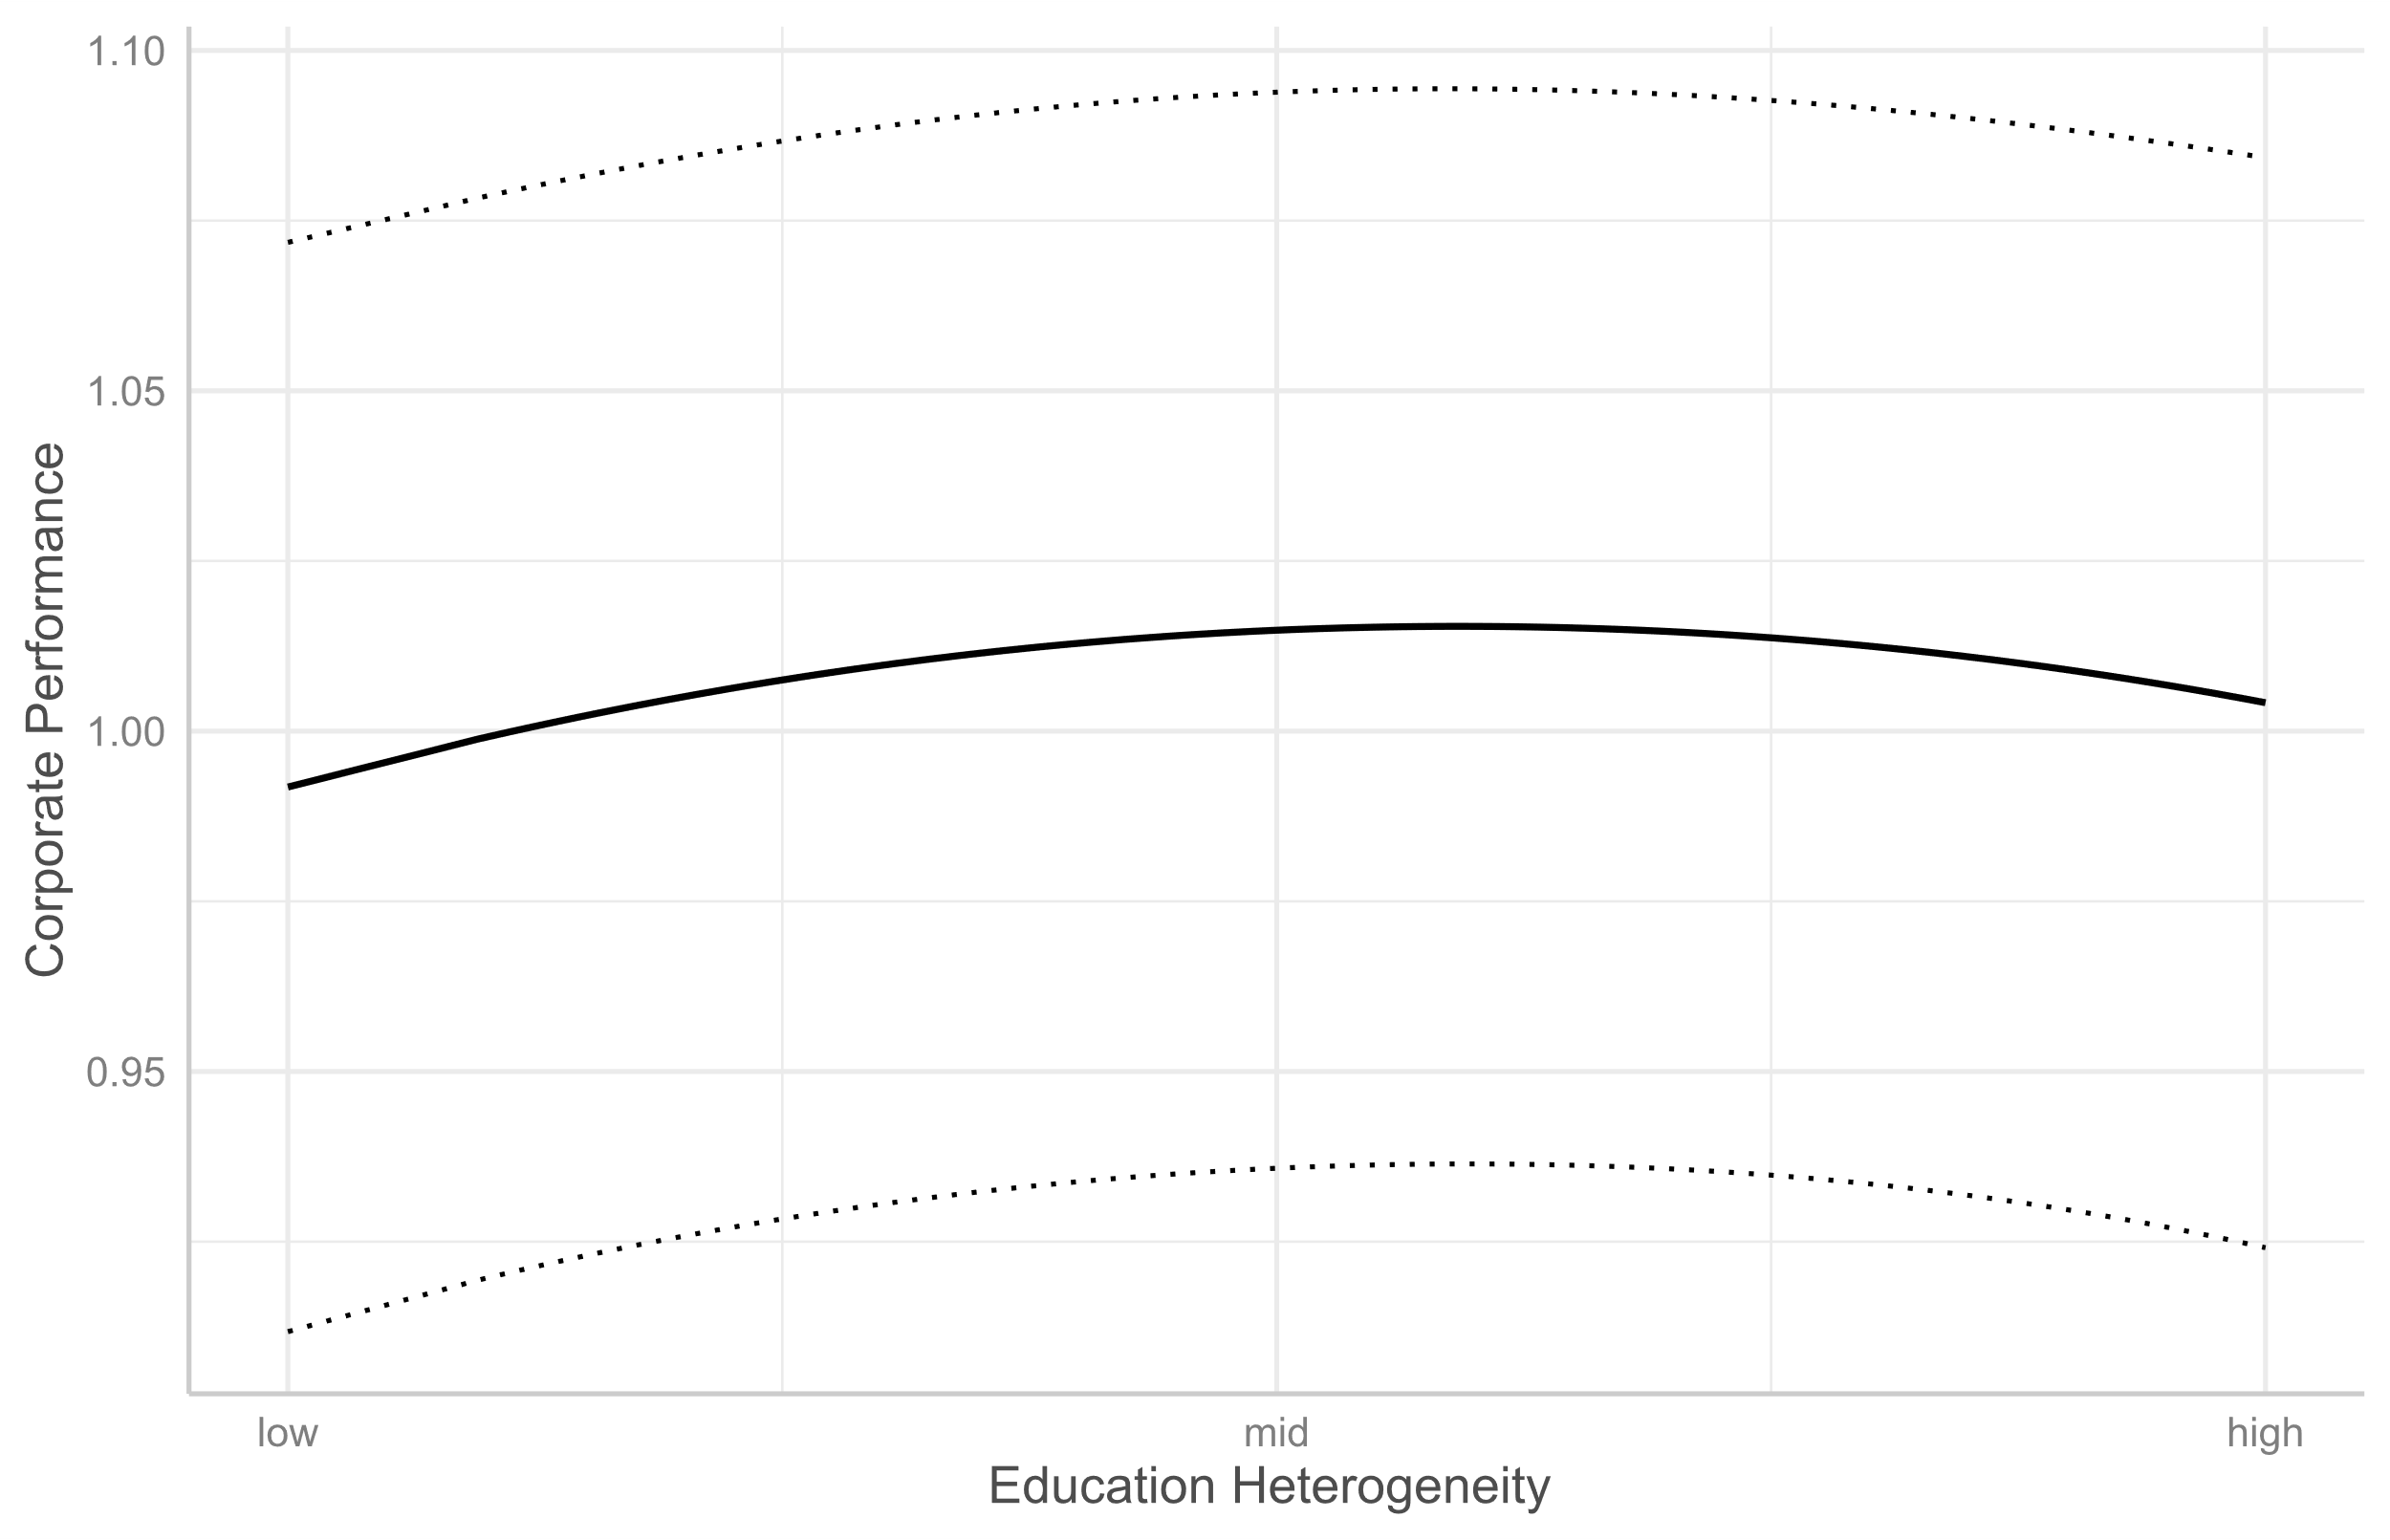 1.10
1.05
1.00
0.95
Corporate Performance
low mid high
Education Heterogeneity